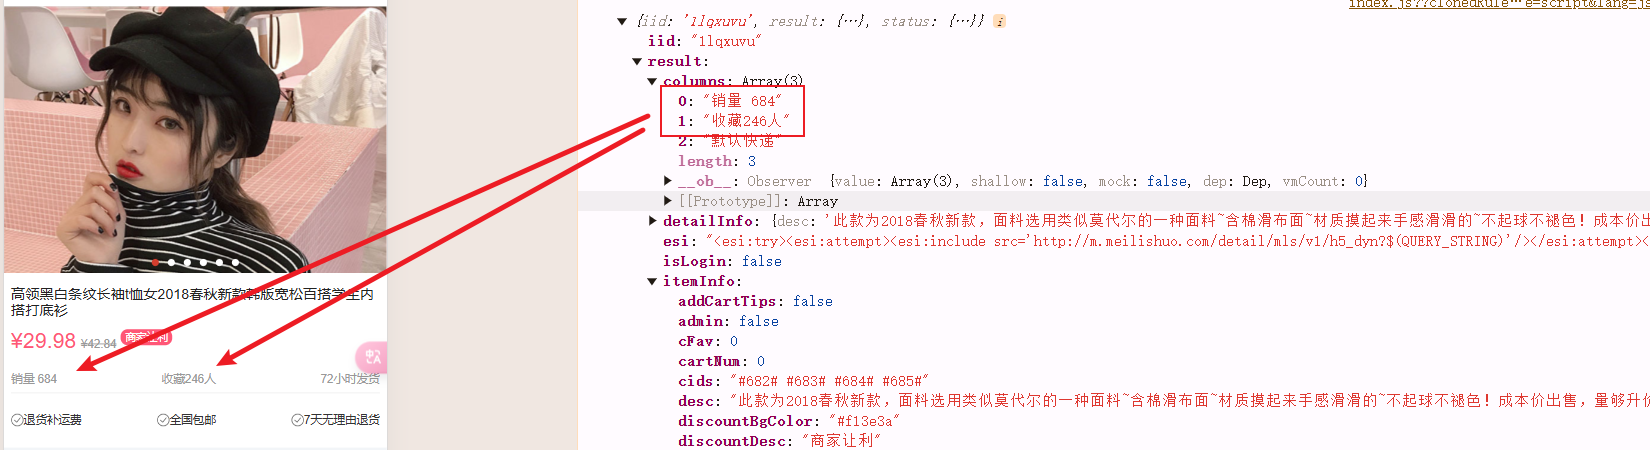 index.js??clonedRule…e=script&lang=js
{iid: '1lqxuvu', result: {…}, status: {…}} i
iid: "1lqxuvu"
result:
columns: Array(3)
0: "销量 684"
1: "收藏246人"
2: "默认快递"
length: 3
__ob__: Observer {value: Array(3), shallow: false, mock: false, dep: Dep, vmCount: 0}
[[Prototype]]: Array
detailInfo: {desc: '此款为2018春秋新款，面料选用类似莫代尔的一种面料~含棉滑布面~材质摸起来手感滑滑的~不起球不褪色！成本价出
esi: "<esi:try><esi:attempt><esi:include src='http://m.meilishuo.com/detail/mls/v1/h5_dyn?$(QUERY_STRING)'/></esi:attempt><
isLogin: false
itemInfo:
addCartTips: false
admin: false
cFav: 0
cartNum: 0
cids: "#682# #683# #684# #685#"
desc: "此款为2018春秋新款，面料选用类似莫代尔的一种面料~含棉滑布面~材质摸起来手感滑滑的~不起球不褪色！成本价出售，量够升价
discountBgColor: "#f13e3a"
discountDesc: "商家让利"
高领黑白条纹长袖t恤女2018春秋新款韩版宽松百搭学生内
搭打底衫
¥29.98 ¥42.84 商家让利
中A
销量 684 收藏246人 72小时发货
退货补运费 全国包邮 7天无理由退货